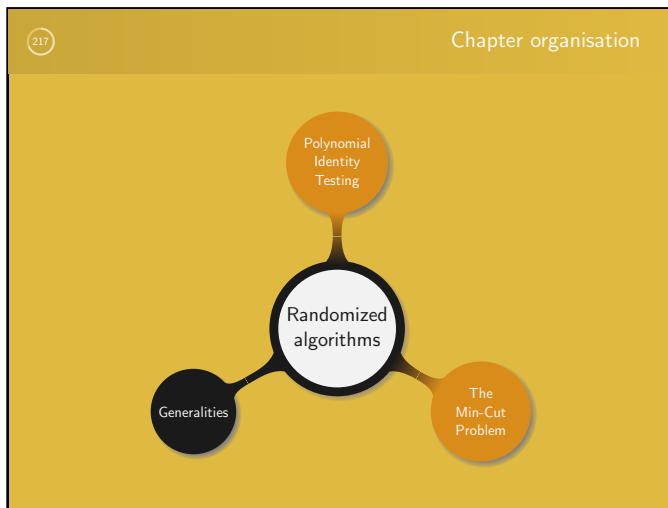 217
Chapter organisation
Polynomial
Identity
Testing
Randomized
algorithms
Generalities
The
Min-Cut
Problem